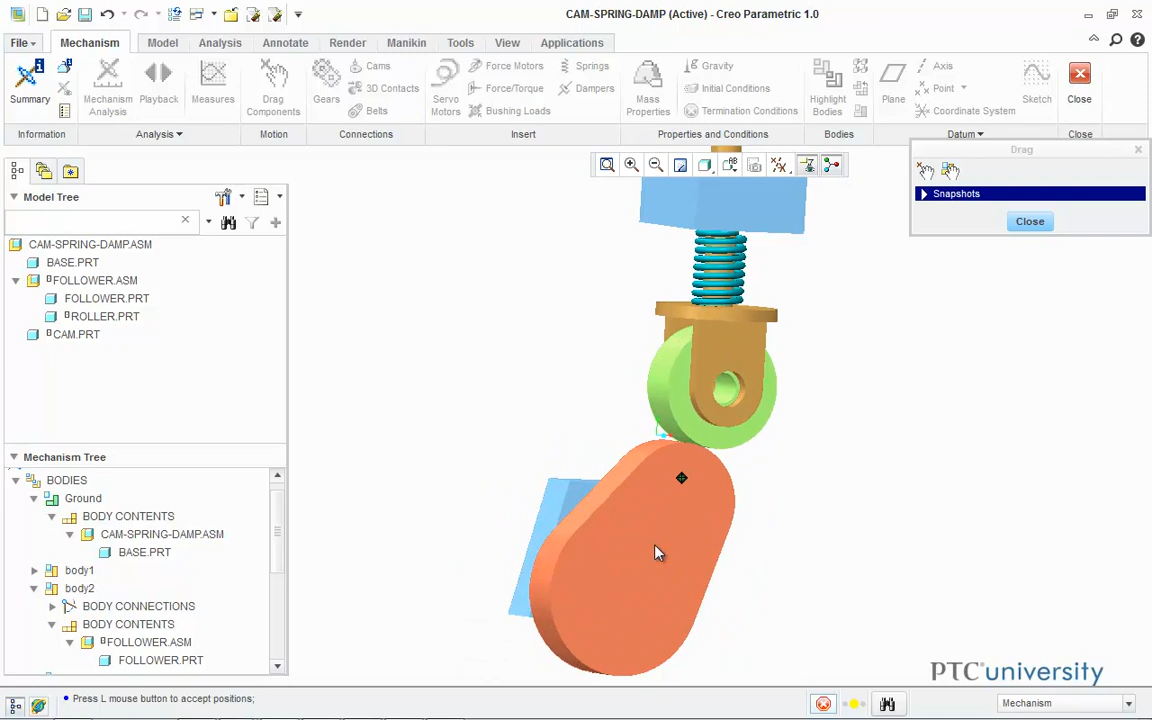 CAM-SPRING-DAMP (Active) - Creo Parametric 1.0
File Mechanism Model Analysis Annotate Render Manikin Tools View Applications
Summary
Mechanism Analysis
Playback
Measures
Drag Components
Gears
Cams
3D Contacts
Belts
Servo Motors
Force Motors
Force/Torque
Bushing Loads
Springs
Dampers
Mass Properties
Gravity
Initial Conditions
Termination Conditions
Highlight Bodies
Plane
Axis
Point
Coordinate System
Sketch
Close
Information Analysis Motion Connections Insert Properties and Conditions Bodies Datum Close
Drag
Snapshots
Close
Model Tree
CAM-SPRING-DAMP.ASM
BASE.PRT
FOLLOWER.ASM
FOLLOWER.PRT
ROLLER.PRT
CAM.PRT
Mechanism Tree
BODIES
Ground
BODY CONTENTS
CAM-SPRING-DAMP.ASM
BASE.PRT
body1
body2
BODY CONNECTIONS
BODY CONTENTS
FOLLOWER.ASM
FOLLOWER.PRT
PTC university
Press L mouse button to accept positions;
Mechanism